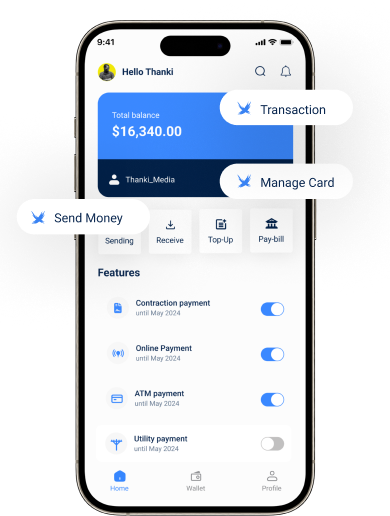 9:41
Hello Thanki
Total balance
Transaction
$16,340.00
Thanki_Media
Manage Card
Send Money
Sending
Receive
Top-Up
Pay-bill
Features
Contraction payment
until May 2024
Online Payment
until May 2024
ATM payment
until May 2024
Utility payment
until May 2024
Home
Wallet
Profile